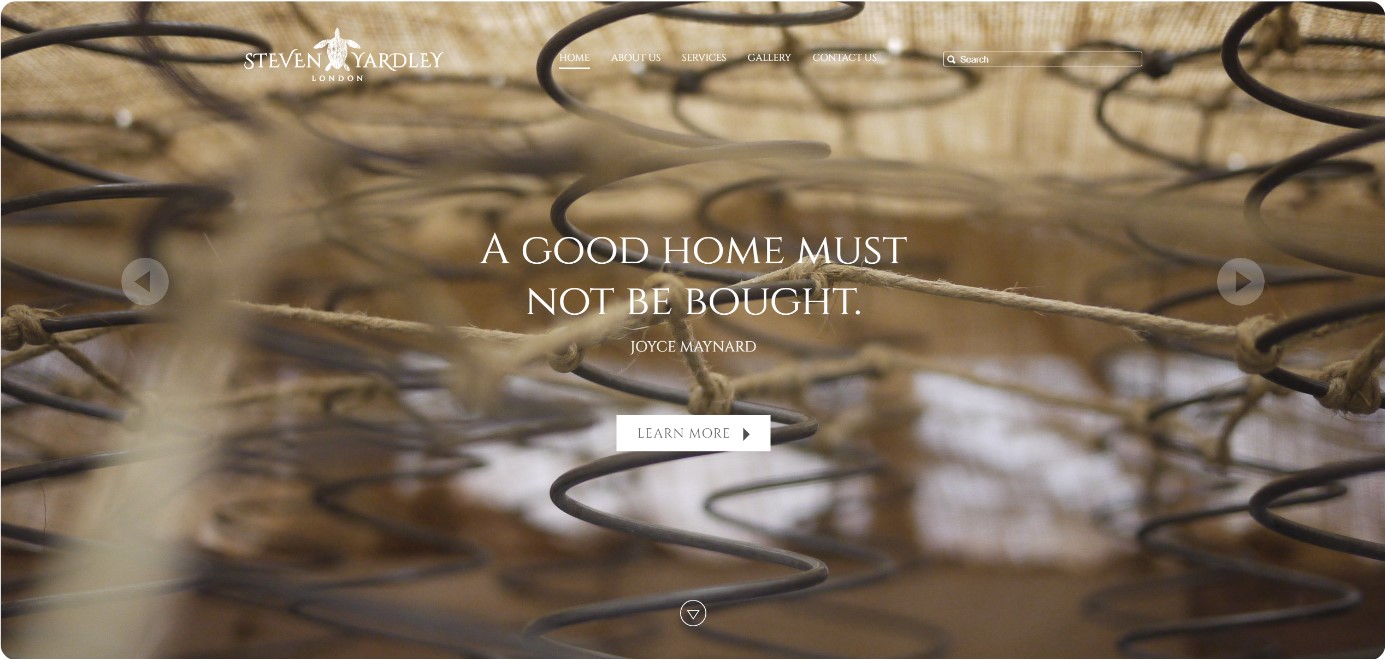 STEVEN YARDLEY
LONDON
HOME ABOUT US SERVICES GALLERY CONTACT US
Search
A GOOD HOME MUST
NOT BE BOUGHT.
JOYCE MAYNARD
LEARN MORE